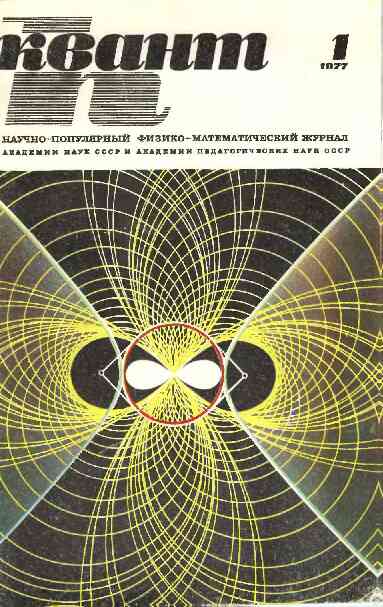 квант
1
1977
НАУЧНО-ПОПУЛЯРНЫЙ ФИЗИКО-МАТЕМАТИЧЕСКИЙ ЖУРНАЛ
АКАДЕМИИ НАУК СССР И АКАДЕМИИ ПЕДАГОГИЧЕСКИХ НАУК СССР